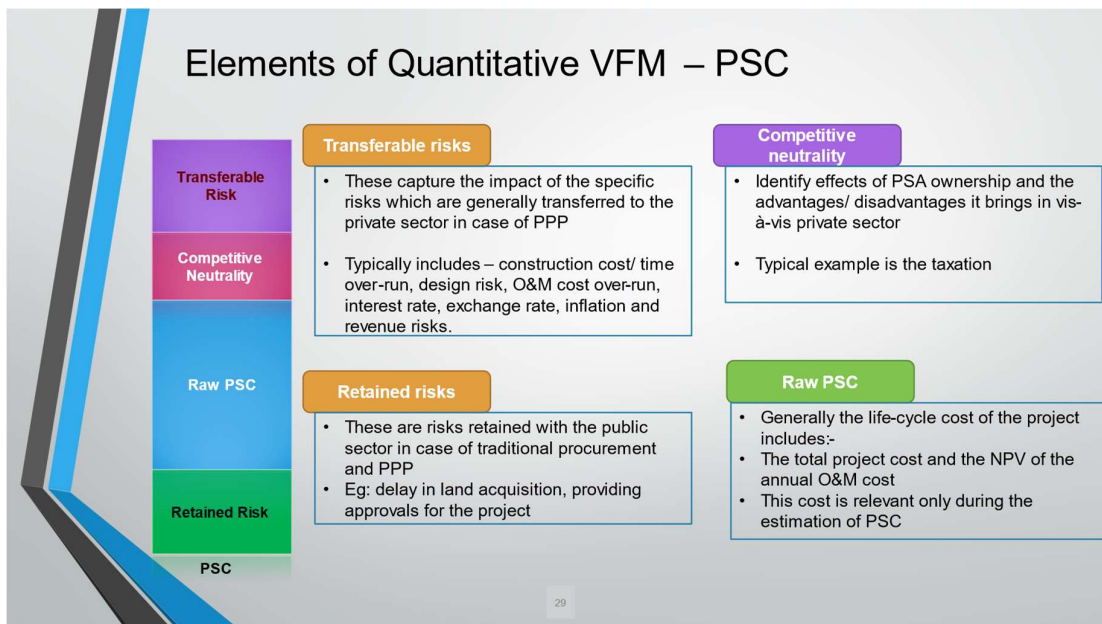 Elements of Quantitative VFM – PSC
Transferable
Risk
Competitive
Neutrality
Raw PSC
Retained Risk
PSC
Transferable risks
• These capture the impact of the specific
risks which are generally transferred to the
private sector in case of PPP
• Typically includes – construction cost/ time
over-run, design risk, O&M cost over-run,
interest rate, exchange rate, inflation and
revenue risks.
Competitive
neutrality
• Identify effects of PSA ownership and the
advantages/ disadvantages it brings in vis-
à-vis private sector
• Typical example is the taxation
Retained risks
• These are risks retained with the public
sector in case of traditional procurement
and PPP
• Eg: delay in land acquisition, providing
approvals for the project
Raw PSC
• Generally the life-cycle cost of the project
includes:-
• The total project cost and the NPV of the
annual O&M cost
• This cost is relevant only during the
estimation of PSC
29